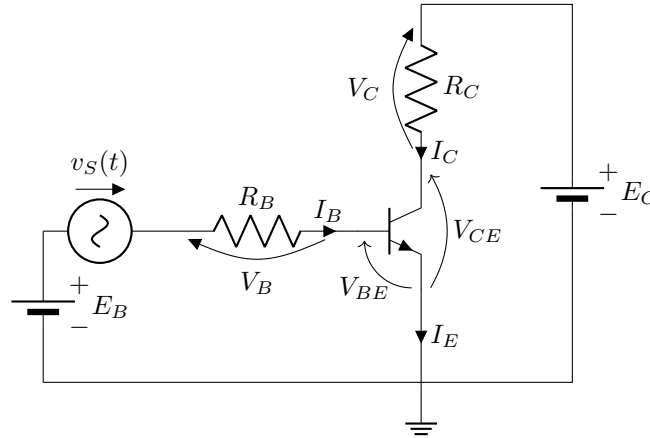 V_C
R_C
I_C
v_S(t)
R_B
I_B
+
E_C
−
V_CE
V_B
V_BE
+
E_B
−
I_E